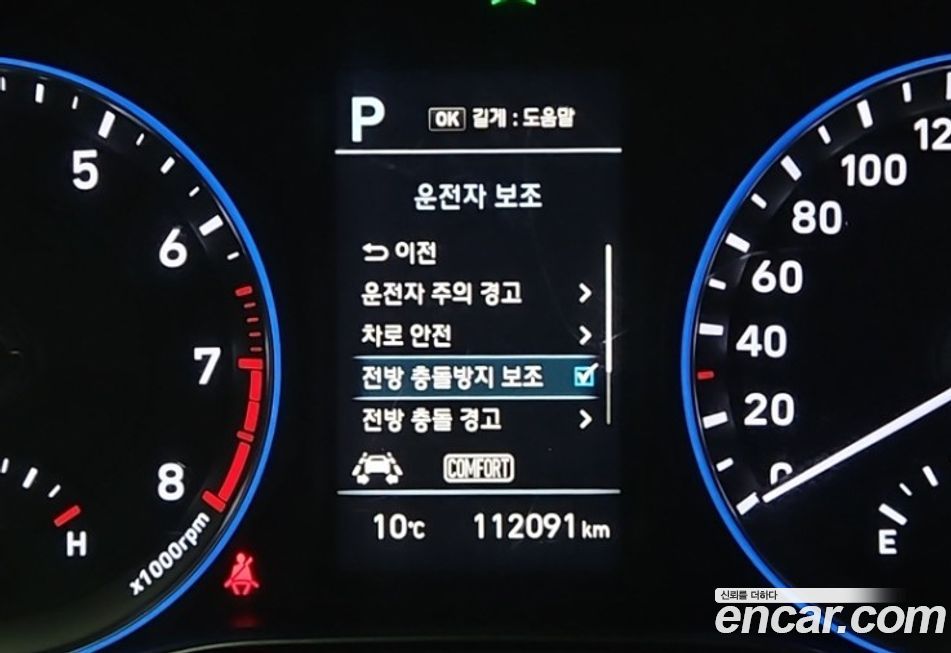 P
OK 길게 : 도움말
운전자 보조
이전
운전자 주의 경고
차로 안전
전방 충돌방지 보조
전방 충돌 경고
COMFORT
10℃ 112091 km
5
6
7
8
x1000rpm
H
100
80
60
40
20
0
E
신뢰를 더하다
encar.com